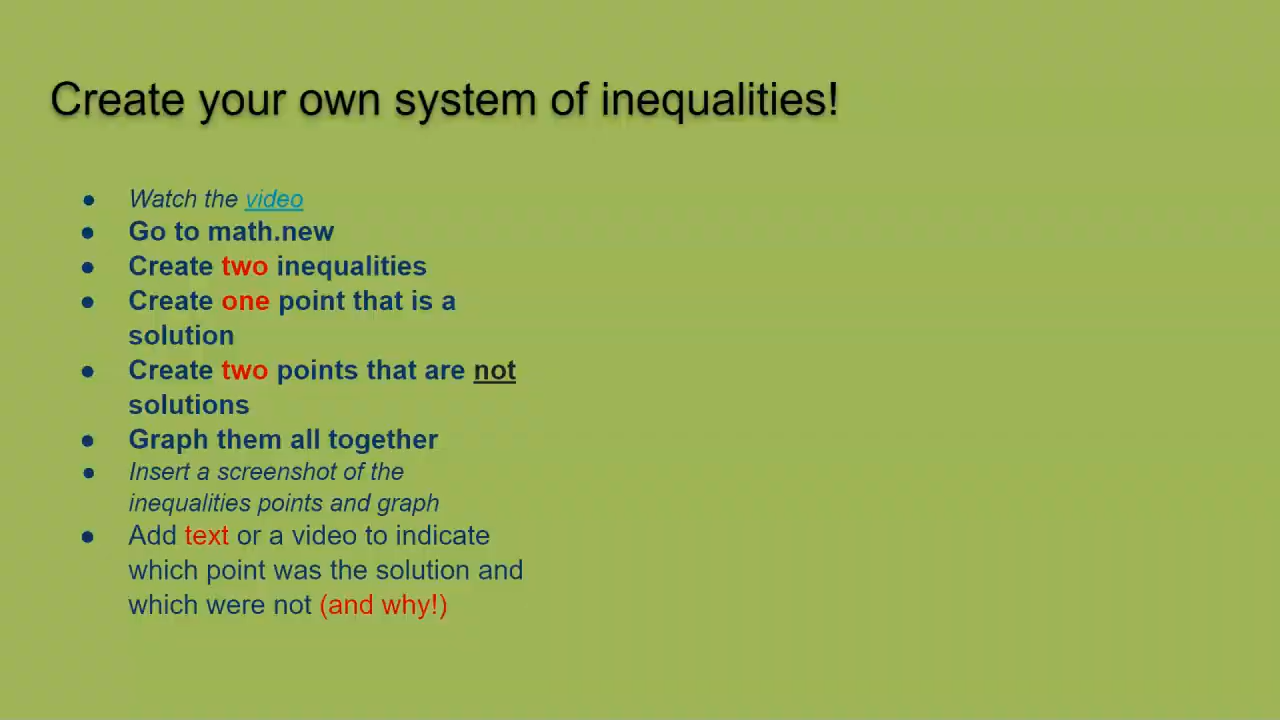 Create your own system of inequalities!
● Watch the video
● Go to math.new
● Create two inequalities
● Create one point that is a
solution
● Create two points that are not
solutions
● Graph them all together
● Insert a screenshot of the
inequalities points and graph
● Add text or a video to indicate
which point was the solution and
which were not (and why!)